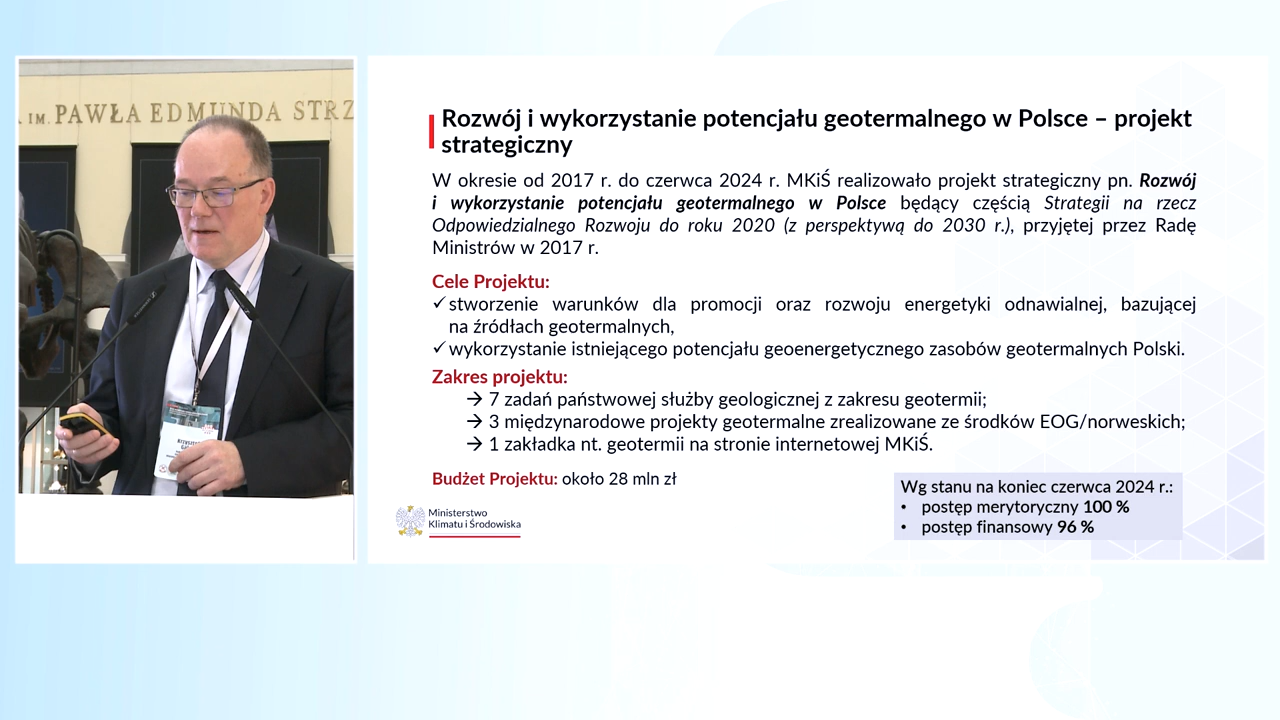 IM. PAWŁA EDMUNDA STRZ
Rozwój i wykorzystanie potencjału geotermalnego w Polsce – projekt
strategiczny
W okresie od 2017 r. do czerwca 2024 r. MKiŚ realizowało projekt strategiczny pn. Rozwój
i wykorzystanie potencjału geotermalnego w Polsce będący częścią Strategii na rzecz
Odpowiedzialnego Rozwoju do roku 2020 (z perspektywą do 2030 r.), przyjętej przez Radę
Ministrów w 2017 r.
Cele Projektu:
✓ stworzenie warunków dla promocji oraz rozwoju energetyki odnawialnej, bazującej
na źródłach geotermalnych,
✓ wykorzystanie istniejącego potencjału geoenergetycznego zasobów geotermalnych Polski.
Zakres projektu:
→ 7 zadań państwowej służby geologicznej z zakresu geotermii;
→ 3 międzynarodowe projekty geotermalne zrealizowane ze środków EOG/norweskich;
→ 1 zakładka nt. geotermii na stronie internetowej MKiŚ.
Budżet Projektu: około 28 mln zł
Wg stanu na koniec czerwca 2024 r.:
• postęp merytoryczny 100 %
• postęp finansowy 96 %
Ministerstwo
Klimatu i Środowiska